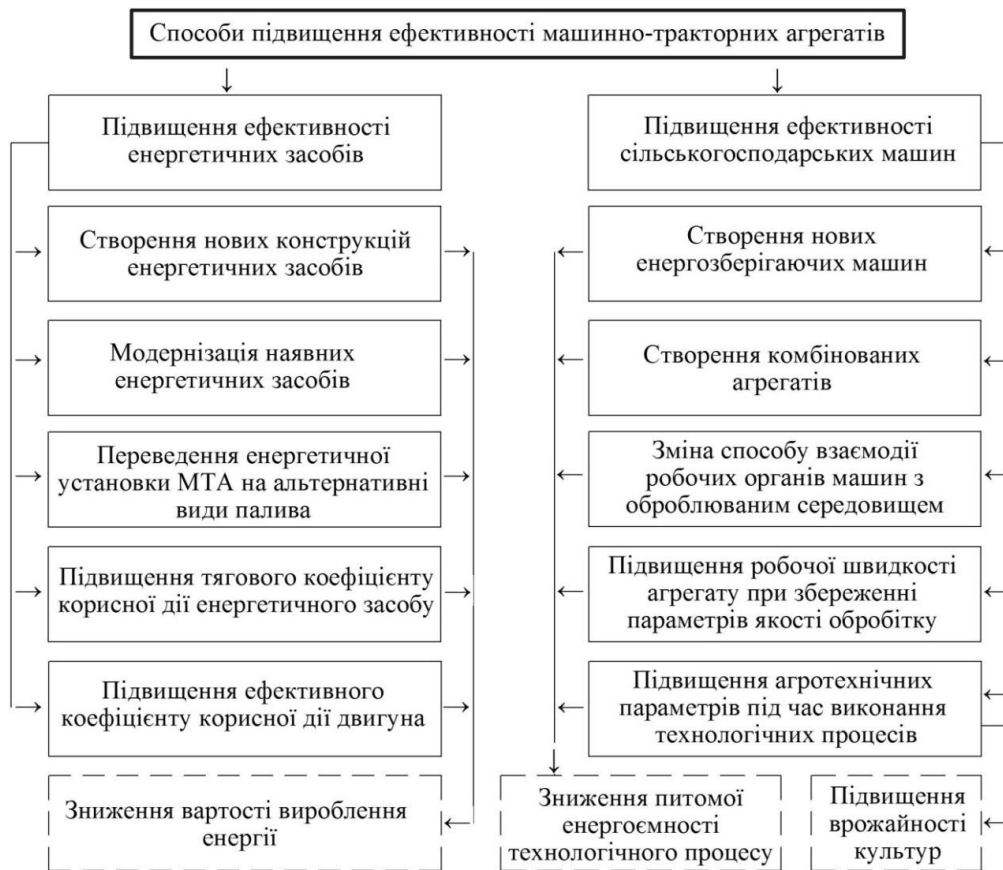 Способи підвищення ефективності машинно-тракторних агрегатів
Підвищення ефективності
енергетичних засобів
Створення нових конструкцій
енергетичних засобів
Модернізація наявних
енергетичних засобів
Переведення енергетичної
установки МТА на альтернативні
види палива
Підвищення тягового коефіцієнту
корисної дії енергетичного засобу
Підвищення ефективного
коефіцієнту корисної дії двигуна
Зниження вартості вироблення
енергії
Підвищення ефективності
сільськогосподарських машин
Створення нових
енергозберігаючих машин
Створення комбінованих
агрегатів
Зміна способу взаємодії
робочих органів машин з
оброблюваним середовищем
Підвищення робочої швидкості
агрегату при збереженні
параметрів якості обробітку
Підвищення агротехнічних
параметрів під час виконання
технологічних процесів
Зниження питомої
енергоємності
технологічного процесу
Підвищення
врожайності
культур